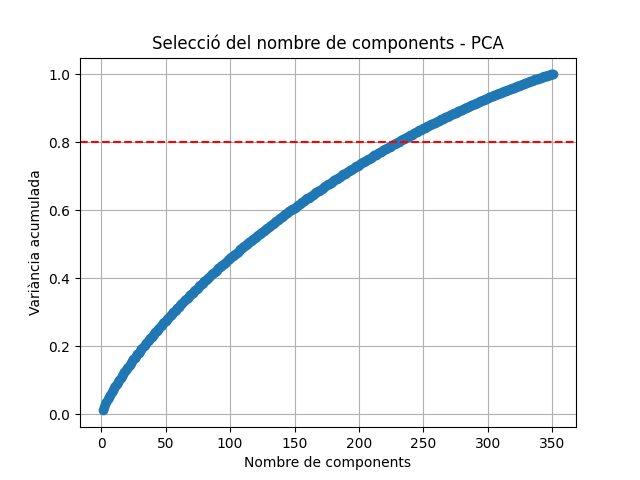 Selecció del nombre de components - PCA
Variància acumulada
1.0
0.8
0.6
0.4
0.2
0.0
0 50 100 150 200 250 300 350
Nombre de components